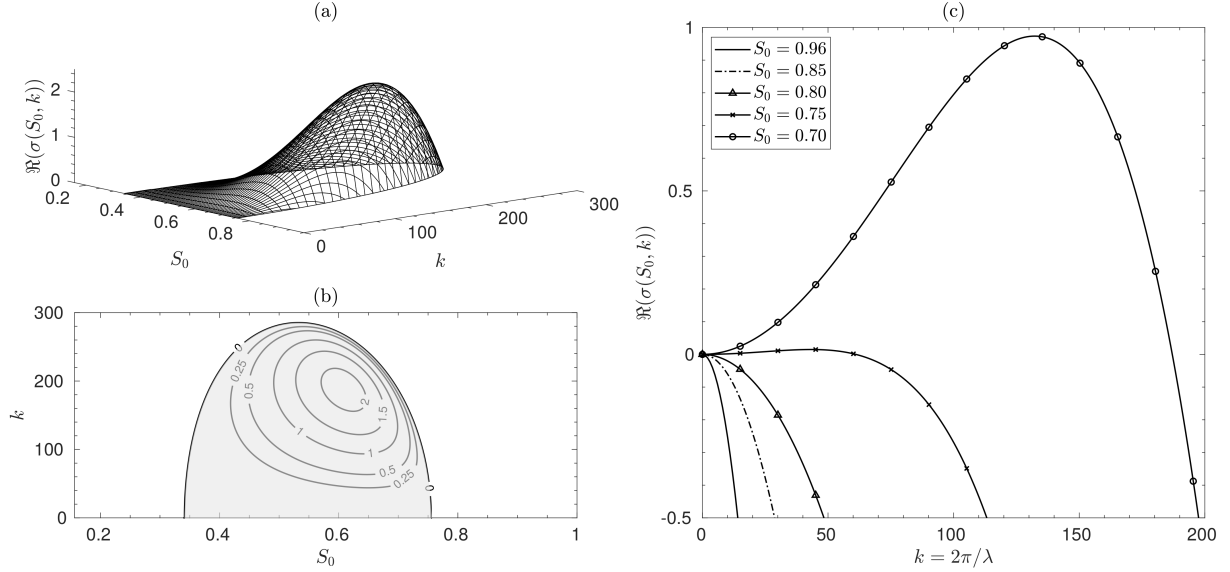 (a)
ℜ(σ(S₀, k))
2
1
0
0.2
0.4
0.6
0.8
S₀
0
100
200
300
k
(b)
300
200
100
0
k
0
0.25
0.5
1
2
1.5
1
0.5
0.25
0
0.2
0.4
0.6
0.8
1
S₀
(c)
1
0.5
0
-0.5
ℜ(σ(S₀, k))
S₀ = 0.96
S₀ = 0.85
S₀ = 0.80
S₀ = 0.75
S₀ = 0.70
0
50
100
150
200
k = 2π/λ